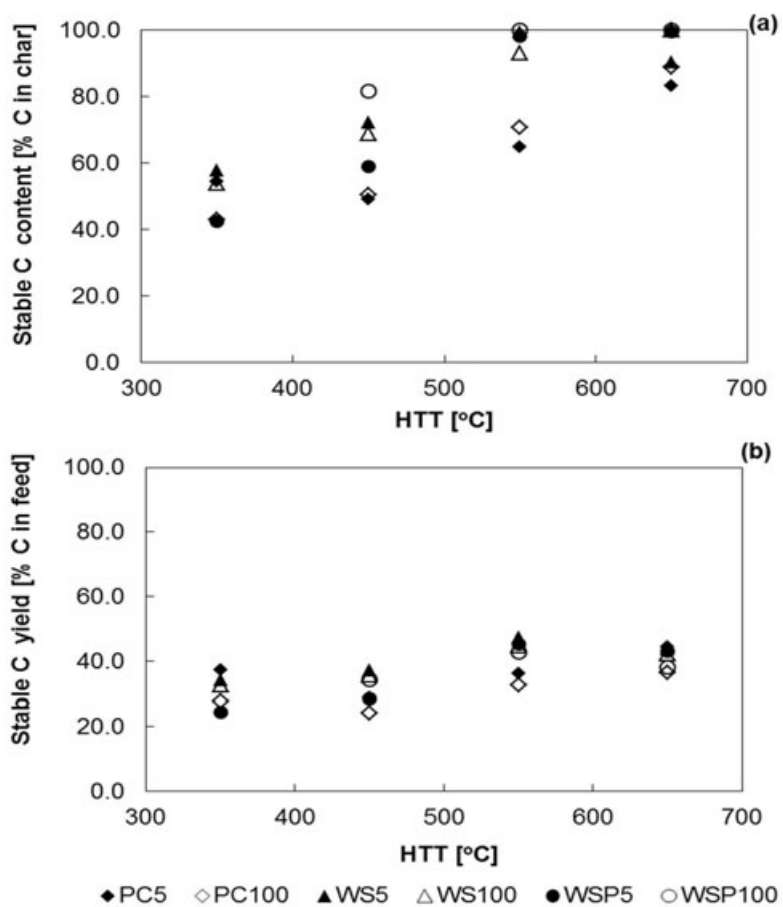 (a)
100.0
80.0
60.0
40.0
20.0
0.0
Stable C content [% C in char]
300 400 500 600 700
HTT [ᵒC]
(b)
100.0
80.0
60.0
40.0
20.0
0.0
Stable C yield [% C in feed]
300 400 500 600 700
HTT [ᵒC]
◆PC5 ◇PC100 ▲WS5 △WS100 ●WSP5 ○WSP100